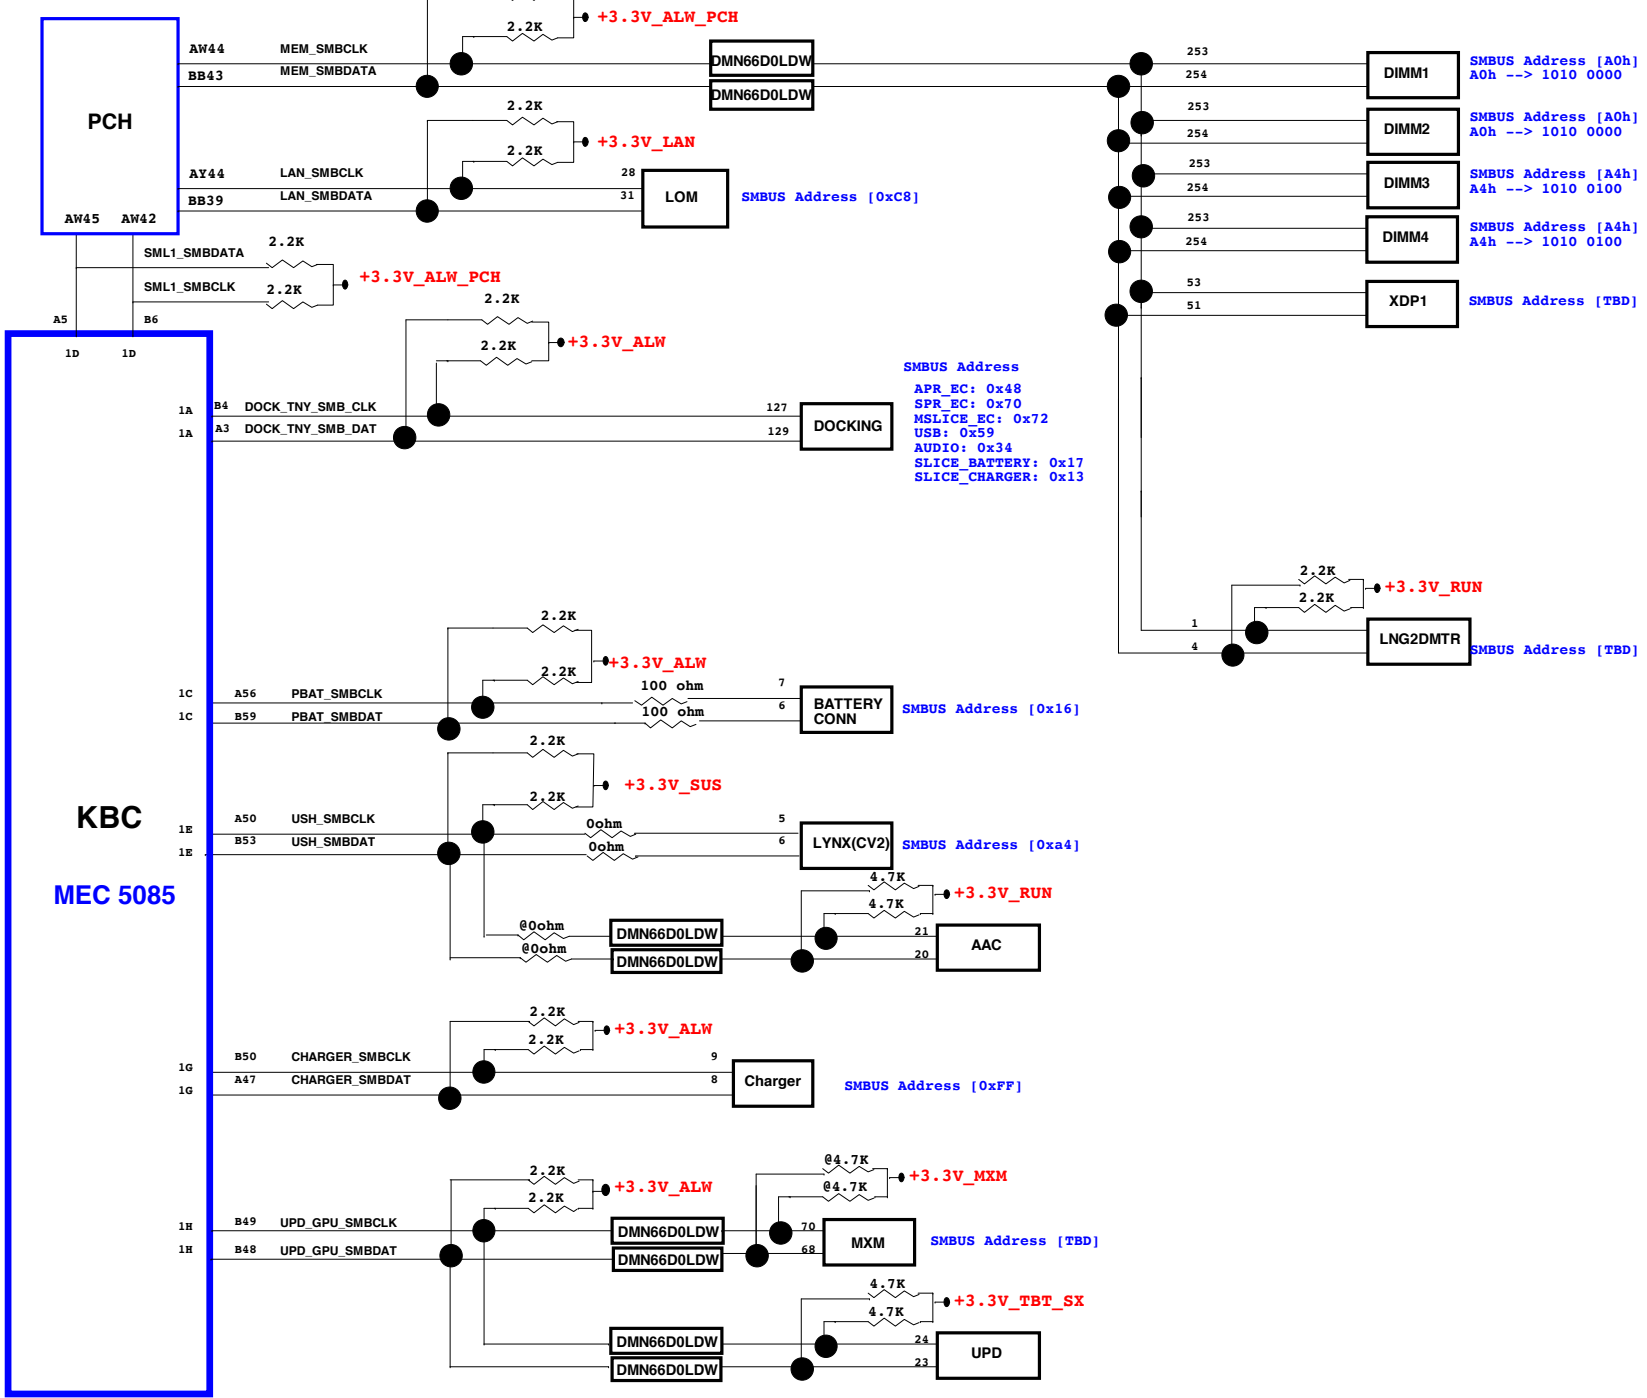 2.2K
+3.3V_ALW_PCH
AW44 MEM_SMBCLK
BB43 MEM_SMBDATA
DMN66D0LDW
DMN66D0LDW
PCH
2.2K
2.2K
+3.3V_LAN
AY44 LAN_SMBCLK 28
BB39 LAN_SMBDATA 31
LOM
SMBUS Address [0xC8]
AW45 AW42
253
254
DIMM1
SMBUS Address [A0h]
A0h --> 1010 0000
253
254
DIMM2
SMBUS Address [A0h]
A0h --> 1010 0000
253
254
DIMM3
SMBUS Address [A4h]
A4h --> 1010 0100
253
254
DIMM4
SMBUS Address [A4h]
A4h --> 1010 0100
53
51
XDP1
SMBUS Address [TBD]
SML1_SMBDATA
2.2K
SML1_SMBCLK
2.2K
+3.3V_ALW_PCH
A5 B6
1D 1D
2.2K
2.2K
+3.3V_ALW
1A B4 DOCK_TNY_SMB_CLK 127
1A A3 DOCK_TNY_SMB_DAT 129
DOCKING
SMBUS Address
APR_EC: 0x48
SPR_EC: 0x70
MSLICE_EC: 0x72
USB: 0x59
AUDIO: 0x34
SLICE_BATTERY: 0x17
SLICE_CHARGER: 0x13
2.2K
2.2K
+3.3V_RUN
1
4
LNG2DMTR
SMBUS Address [TBD]
2.2K
2.2K
+3.3V_ALW
1C A56 PBAT_SMBCLK 100 ohm 7
1C B59 PBAT_SMBDAT 100 ohm 6
BATTERY
CONN
SMBUS Address [0x16]
2.2K
2.2K
+3.3V_SUS
KBC
MEC 5085
1E A50 USH_SMBCLK 0ohm 5
1E B53 USH_SMBDAT 0ohm 6
LYNX(CV2)
SMBUS Address [0xa4]
4.7K
4.7K
+3.3V_RUN
@0ohm DMN66D0LDW 21
@0ohm DMN66D0LDW 20
AAC
2.2K
2.2K
+3.3V_ALW
1G B50 CHARGER_SMBCLK 9
1G A47 CHARGER_SMBDAT 8
Charger
SMBUS Address [0xFF]
2.2K
2.2K
+3.3V_ALW
@4.7K
@4.7K
+3.3V_MXM
1H B49 UPD_GPU_SMBCLK DMN66D0LDW 70
1H B48 UPD_GPU_SMBDAT DMN66D0LDW 68
MXM
SMBUS Address [TBD]
4.7K
4.7K
+3.3V_TBT_SX
DMN66D0LDW 24
DMN66D0LDW 23
UPD